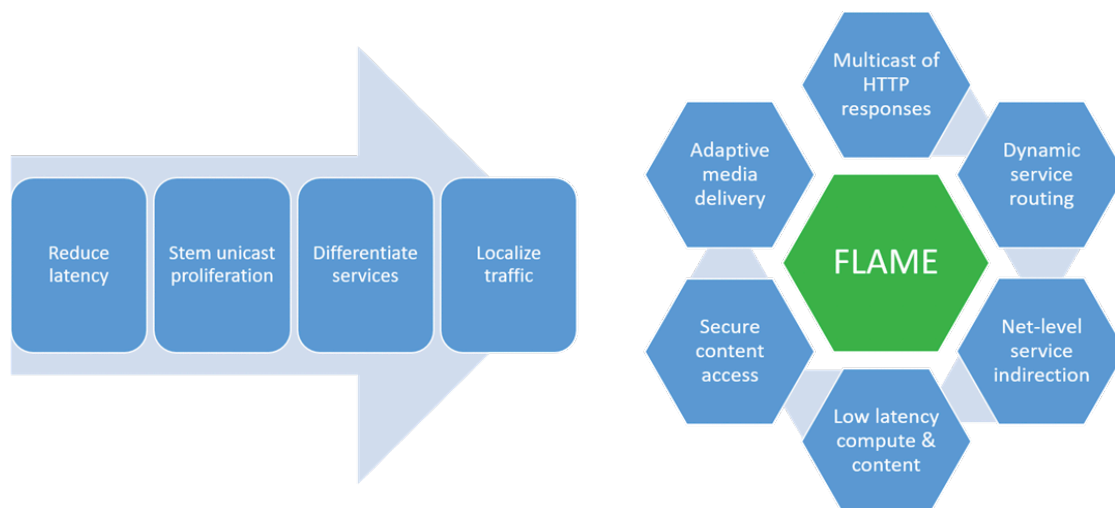 Reduce
latency
Stem unicast
proliferation
Differentiate
services
Localize
traffic
Multicast of
HTTP
responses
Dynamic
service
routing
Net-level
service
indirection
Low latency
compute &
content
Secure
content
access
Adaptive
media
delivery
FLAME